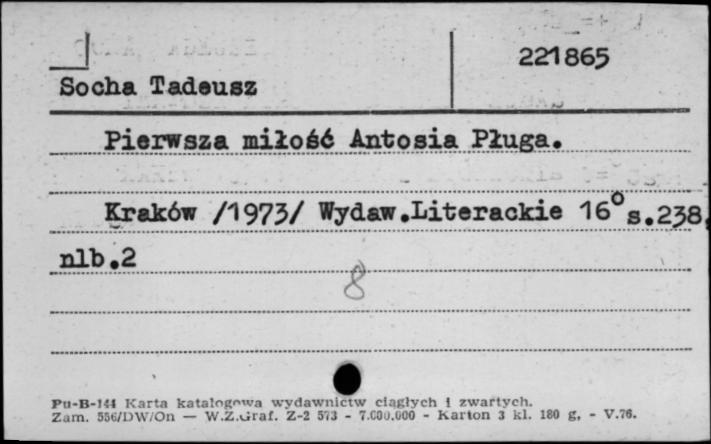 221865
Socha Tadeusz
Pierwsza miłość Antosia Pługa.
Kraków /1973/ Wydaw.Literackie 16° s.238,
nlb.2
8
Pu-B-144 Karta katalogowa wydawnictw ciągłych i zwartych.
Zam. 556/DW/On — W.Z.Graf. Z-2 573 - 7.000.000 - Karton 3 kl. 180 g. - V.76.